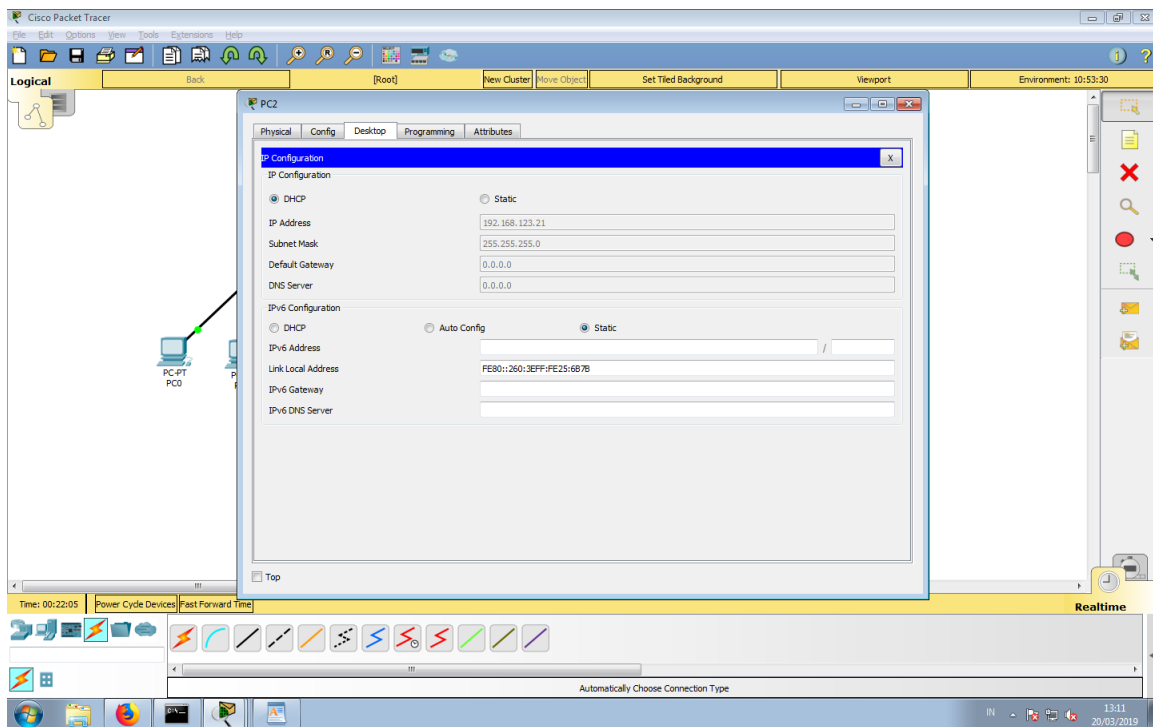 Cisco Packet Tracer
File Edit Options View Tools Extensions Help
Logical Back [Root] New Cluster Move Object Set Tiled Background Viewport Environment: 10:53:30
PC2
Physical Config Desktop Programming Attributes
IP Configuration X
IP Configuration
DHCP Static
IP Address 192.168.123.21
Subnet Mask 255.255.255.0
Default Gateway 0.0.0.0
DNS Server 0.0.0.0
IPv6 Configuration
DHCP Auto Config Static
IPv6 Address /
Link Local Address FE80::260:3EFF:FE25:6B7B
IPv6 Gateway
IPv6 DNS Server
PC-PT
PC0
Top
Time: 00:22:05 Power Cycle Devices Fast Forward Time Realtime
Automatically Choose Connection Type
IN 13:11
20/03/2019